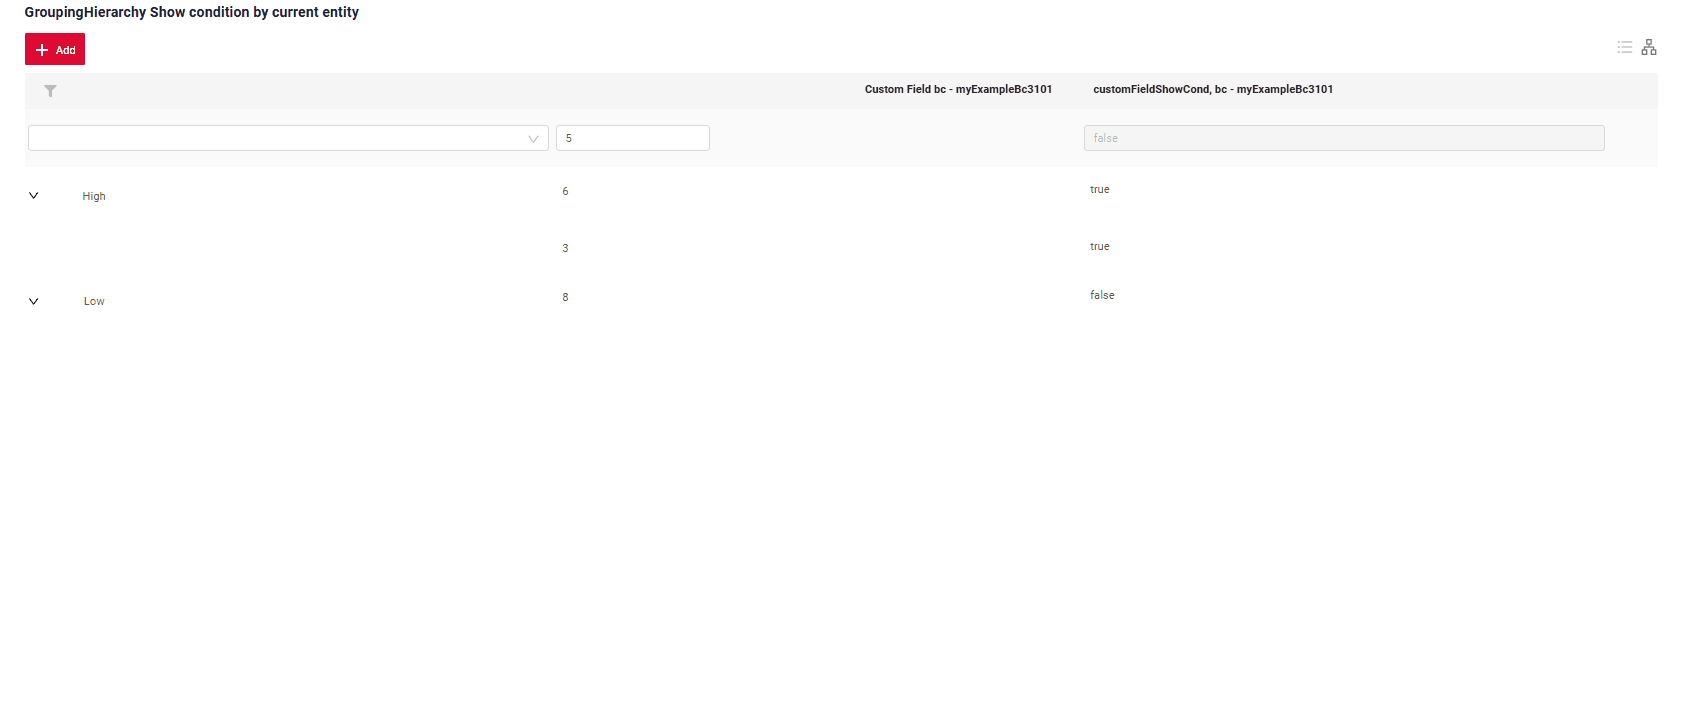 GroupingHierarchy Show condition by current entity
Add
Custom Field bc - myExampleBc3101 customFieldShowCond, bc - myExampleBc3101
5 false
High 6 true
3 true
Low 8 false